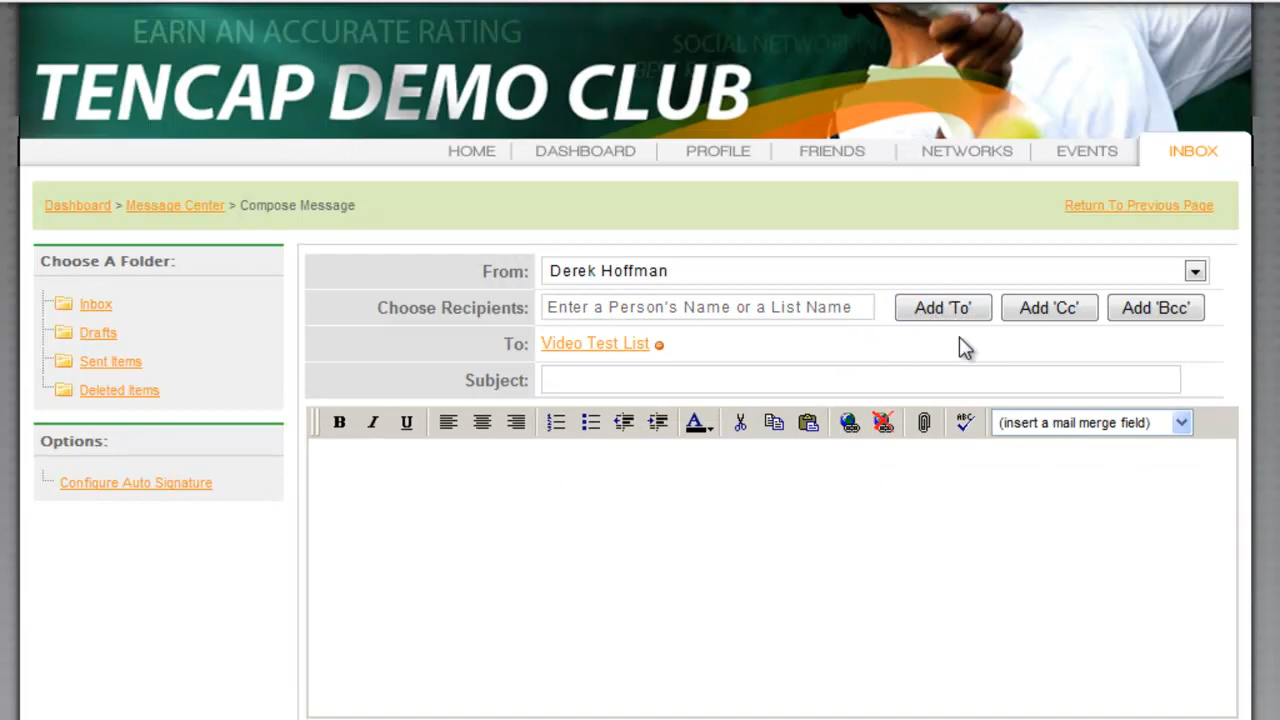 EARN AN ACCURATE RATING
SOCIAL NETWORKING
TENCAP DEMO CLUB
HOME | DASHBOARD | PROFILE | FRIENDS | NETWORKS | EVENTS | INBOX
Dashboard > Message Center > Compose Message
Return To Previous Page
Choose A Folder:
Inbox
Drafts
Sent Items
Deleted Items
Options:
Configure Auto Signature
From: Derek Hoffman
Choose Recipients: Enter a Person's Name or a List Name Add 'To' Add 'Cc' Add 'Bcc'
To: Video Test List
Subject:
B I U A ABC (insert a mail merge field)